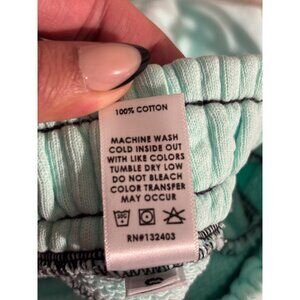 100% COTTON
MACHINE WASH
COLD INSIDE OUT
WITH LIKE COLORS
TUMBLE DRY LOW
DO NOT BLEACH
COLOR TRANSFER
MAY OCCUR
RN#132403